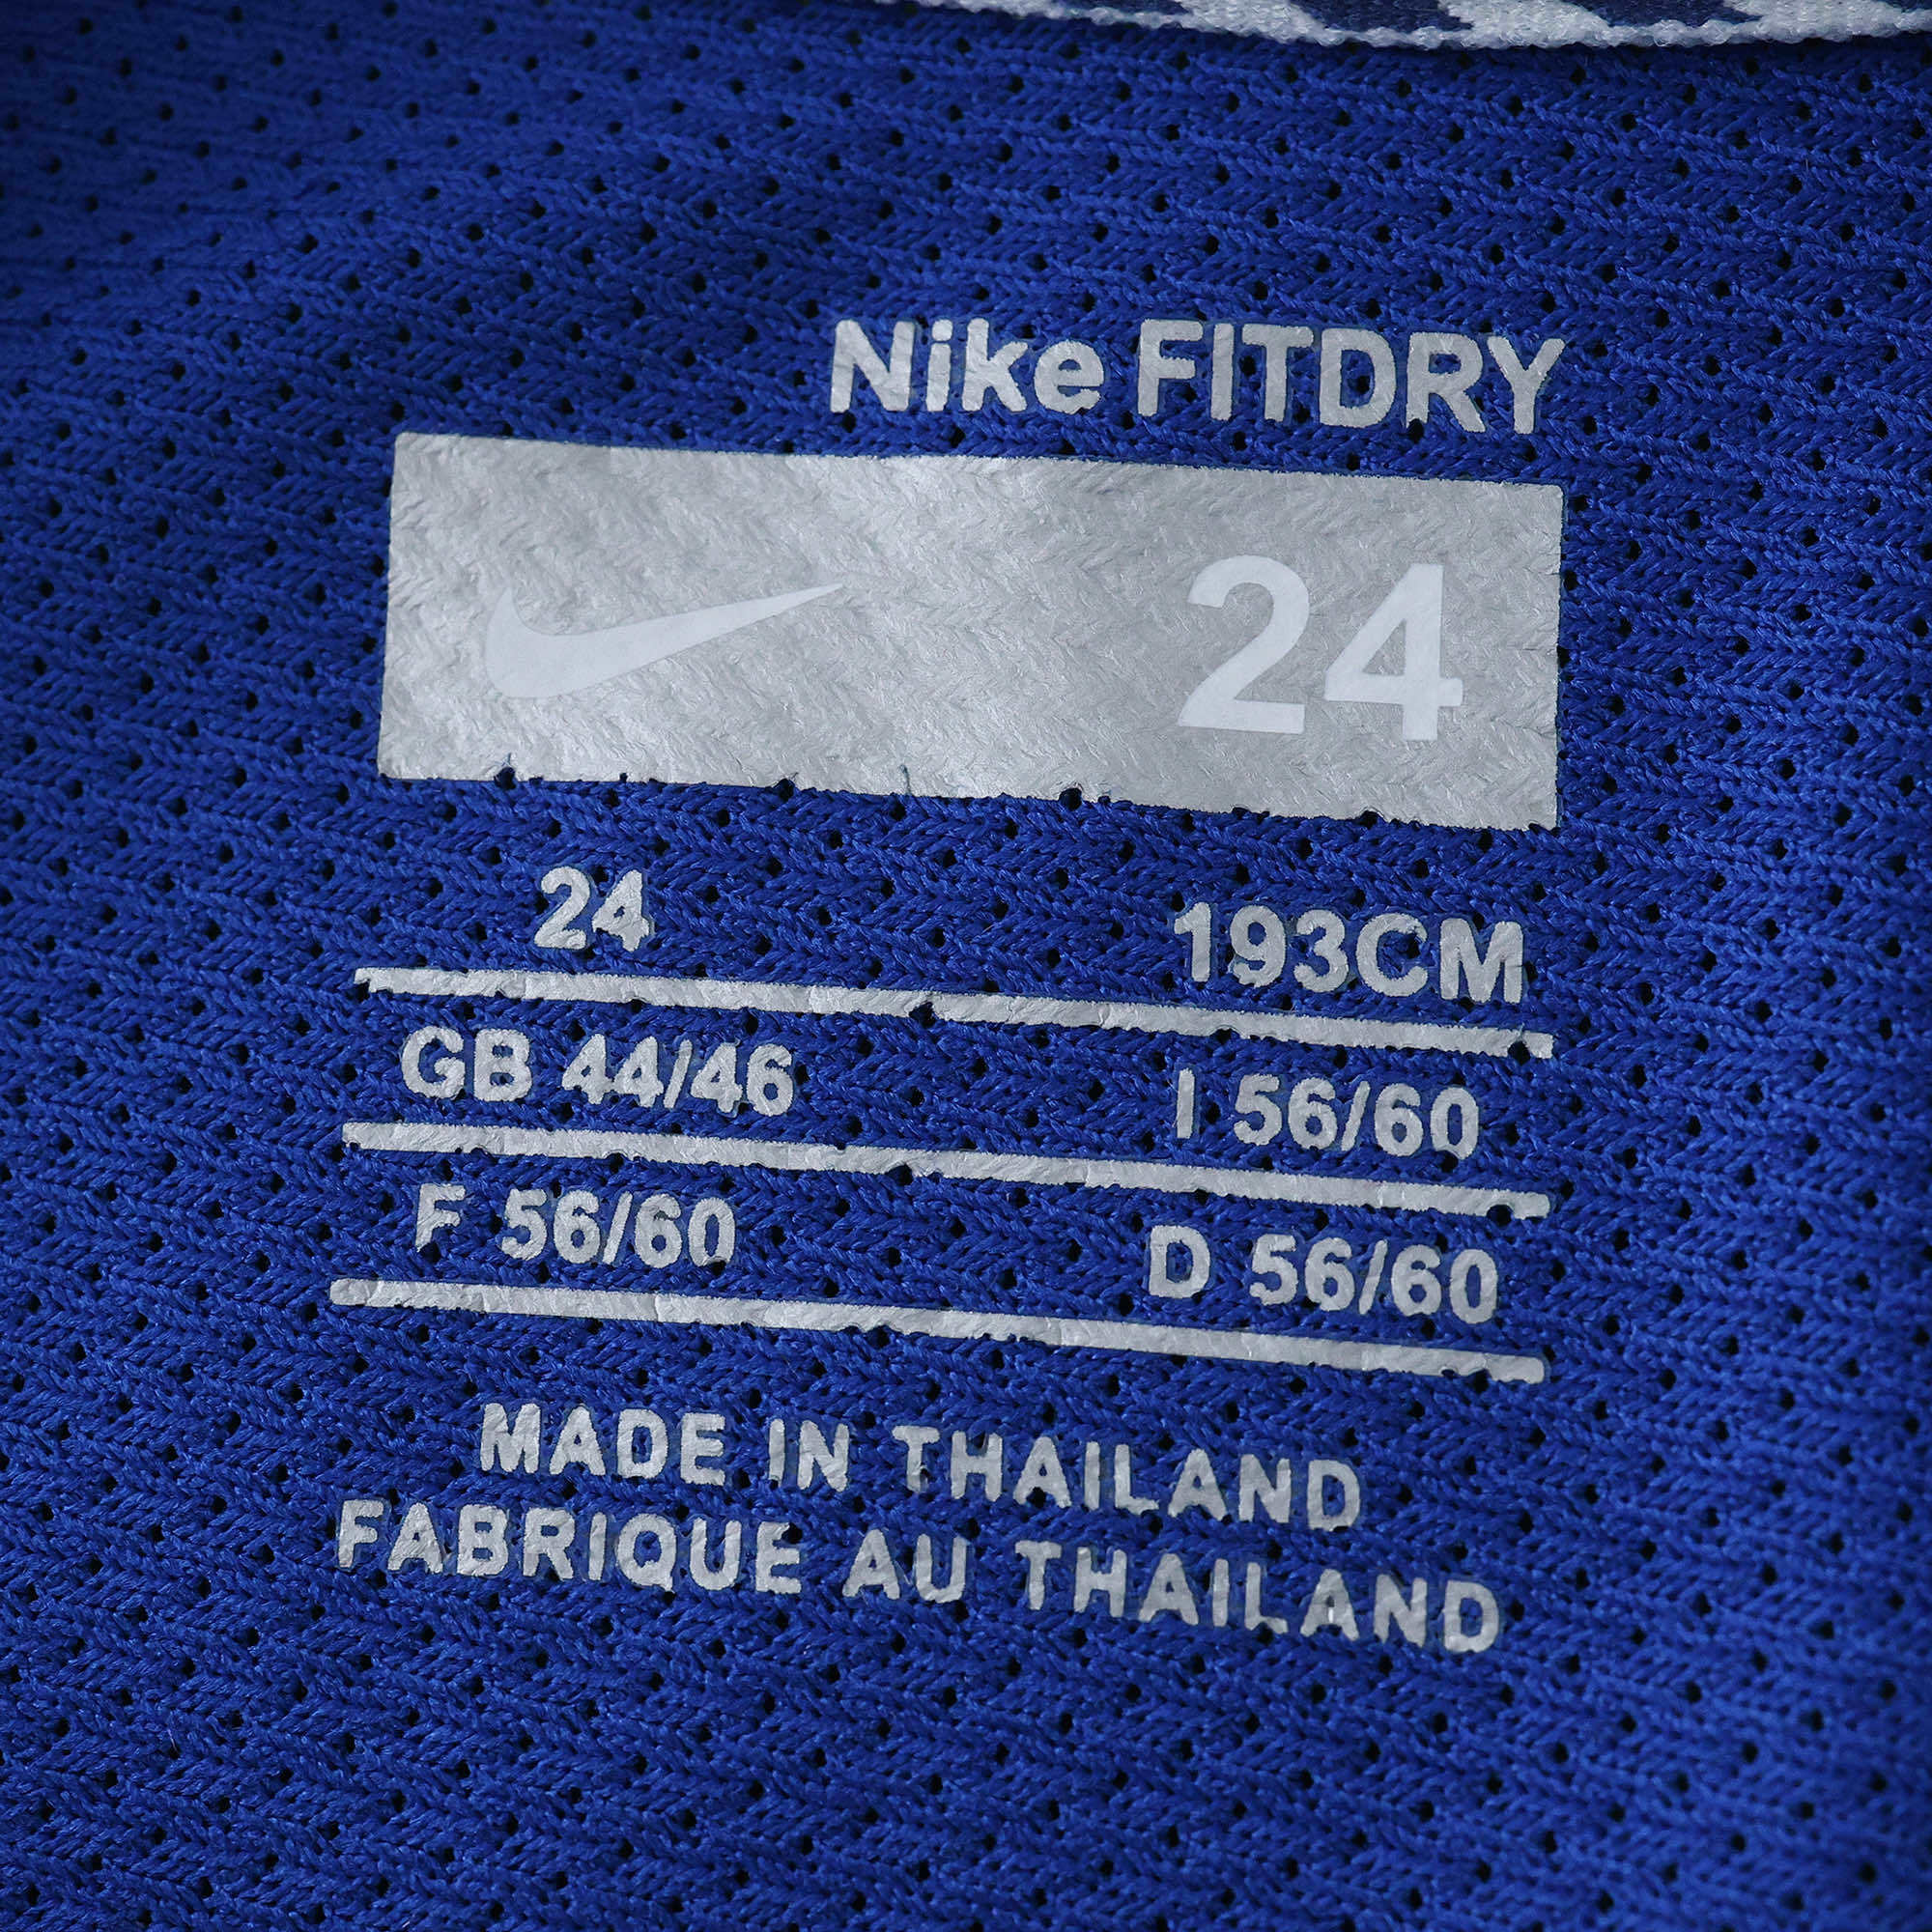 Nike FITDRY
24
24 193CM
GB 44/46 I 56/60
F 56/60 D 56/60
MADE IN THAILAND
FABRIQUE AU THAILAND